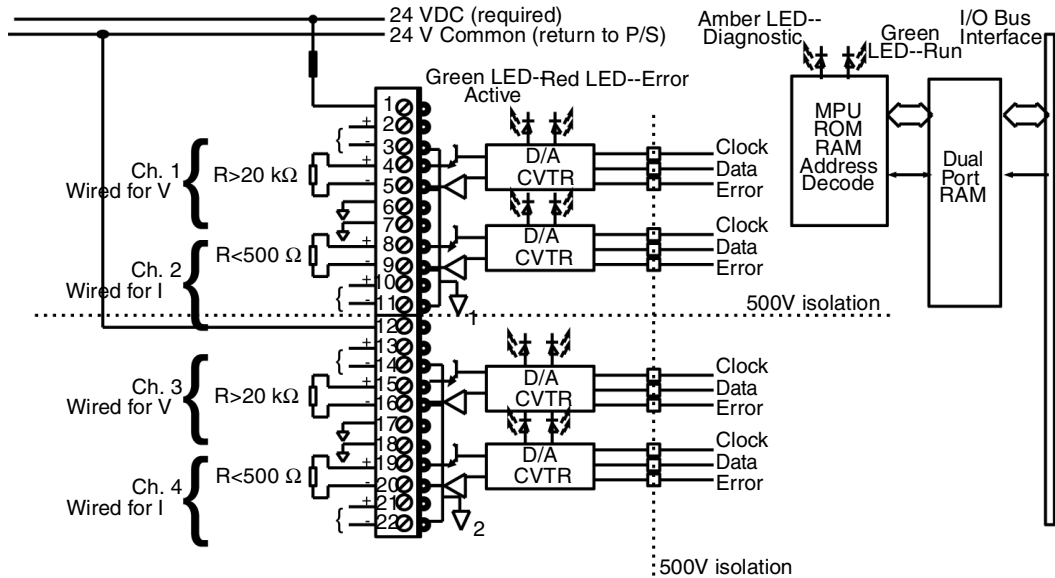 24 VDC (required)
24 V Common (return to P/S)
Amber LED--
Diagnostic
Green
LED--Run
I/O Bus
Interface
Green LED--
Active
Red LED--Error
MPU
ROM
RAM
Address
Decode
Dual
Port
RAM
Ch. 1
Wired for V
R>20 kΩ
Ch. 2
Wired for I
R<500 Ω
Ch. 3
Wired for V
R>20 kΩ
Ch. 4
Wired for I
R<500 Ω
1
2
+
3
-
4
+
5
-
6
7
8
+
9
-
10
+
11
-
12
13
+
14
-
15
+
16
-
17
18
19
+
20
-
21
+
22
-
D/A
CVTR
Clock
Data
Error
D/A
CVTR
Clock
Data
Error
1
500V isolation
D/A
CVTR
Clock
Data
Error
D/A
CVTR
Clock
Data
Error
2
500V isolation